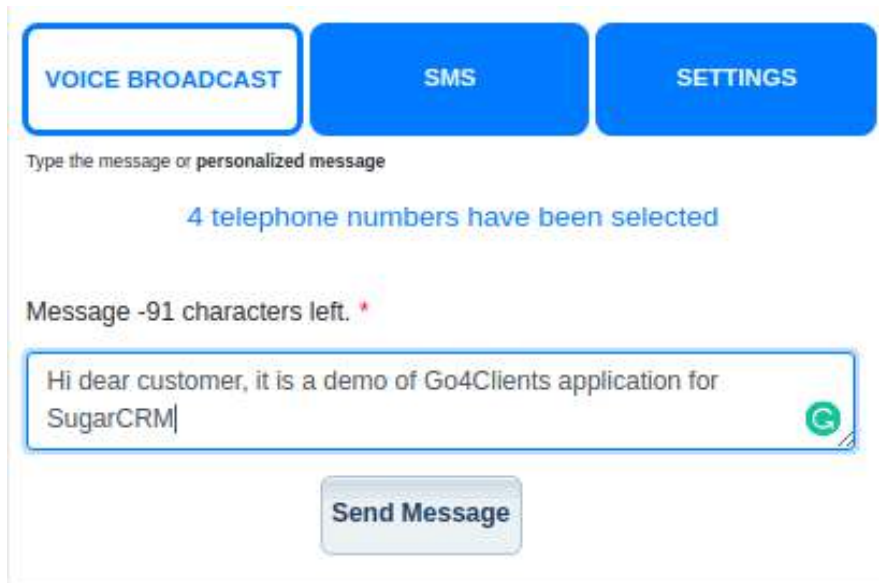 VOICE BROADCAST SMS SETTINGS
Type the message or personalized message
4 telephone numbers have been selected
Message -91 characters left. *
Hi dear customer, it is a demo of Go4Clients application for
SugarCRM
Send Message